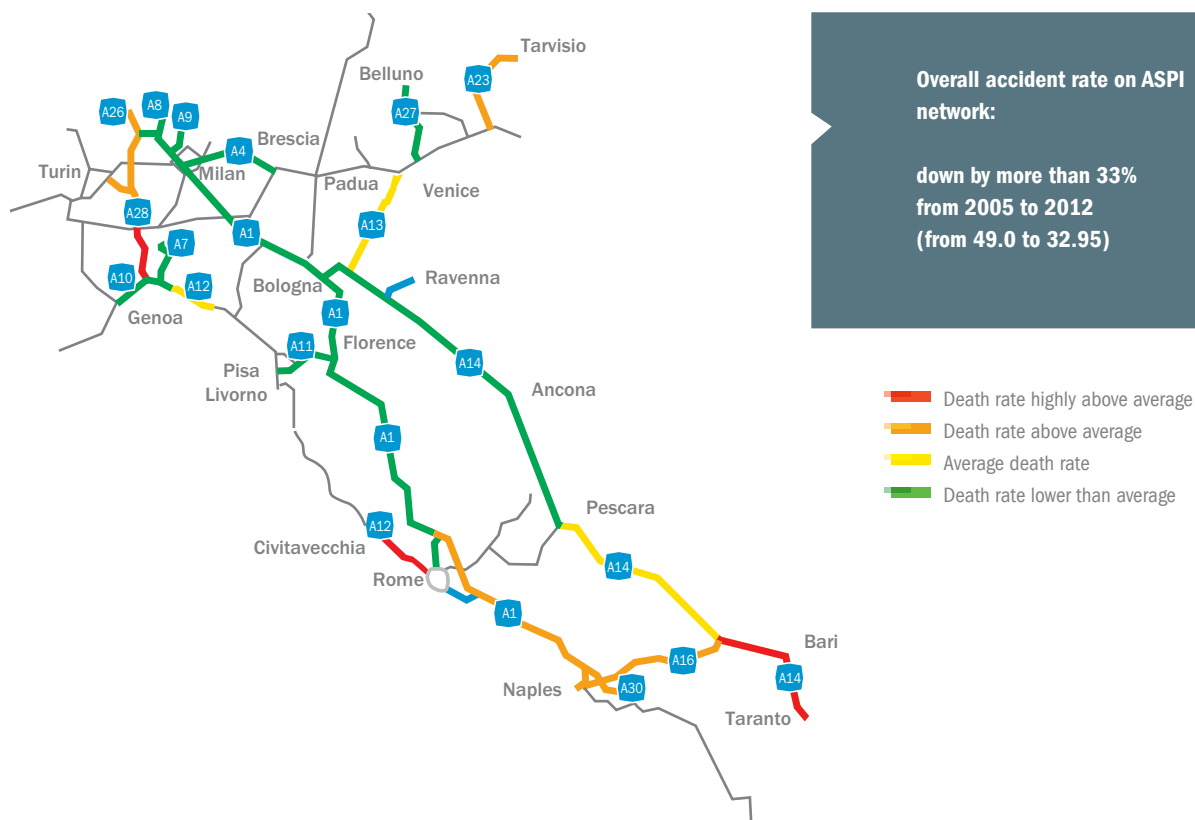 Tarvisio
Belluno
A23
A26
A8
A9
A27
Brescia
A4
Turin
Milan
Padua
Venice
A28
A13
A1
A7
A10
A12
Ravenna
Bologna
Genoa
A1
Florence
A11
A14
Pisa
Livorno
Ancona
A1
Pescara
A12
Civitavecchia
A14
Rome
A1
Bari
A16
A14
Naples
A30
Taranto
Overall accident rate on ASPI
network:
down by more than 33%
from 2005 to 2012
(from 49.0 to 32.95)
Death rate highly above average
Death rate above average
Average death rate
Death rate lower than average